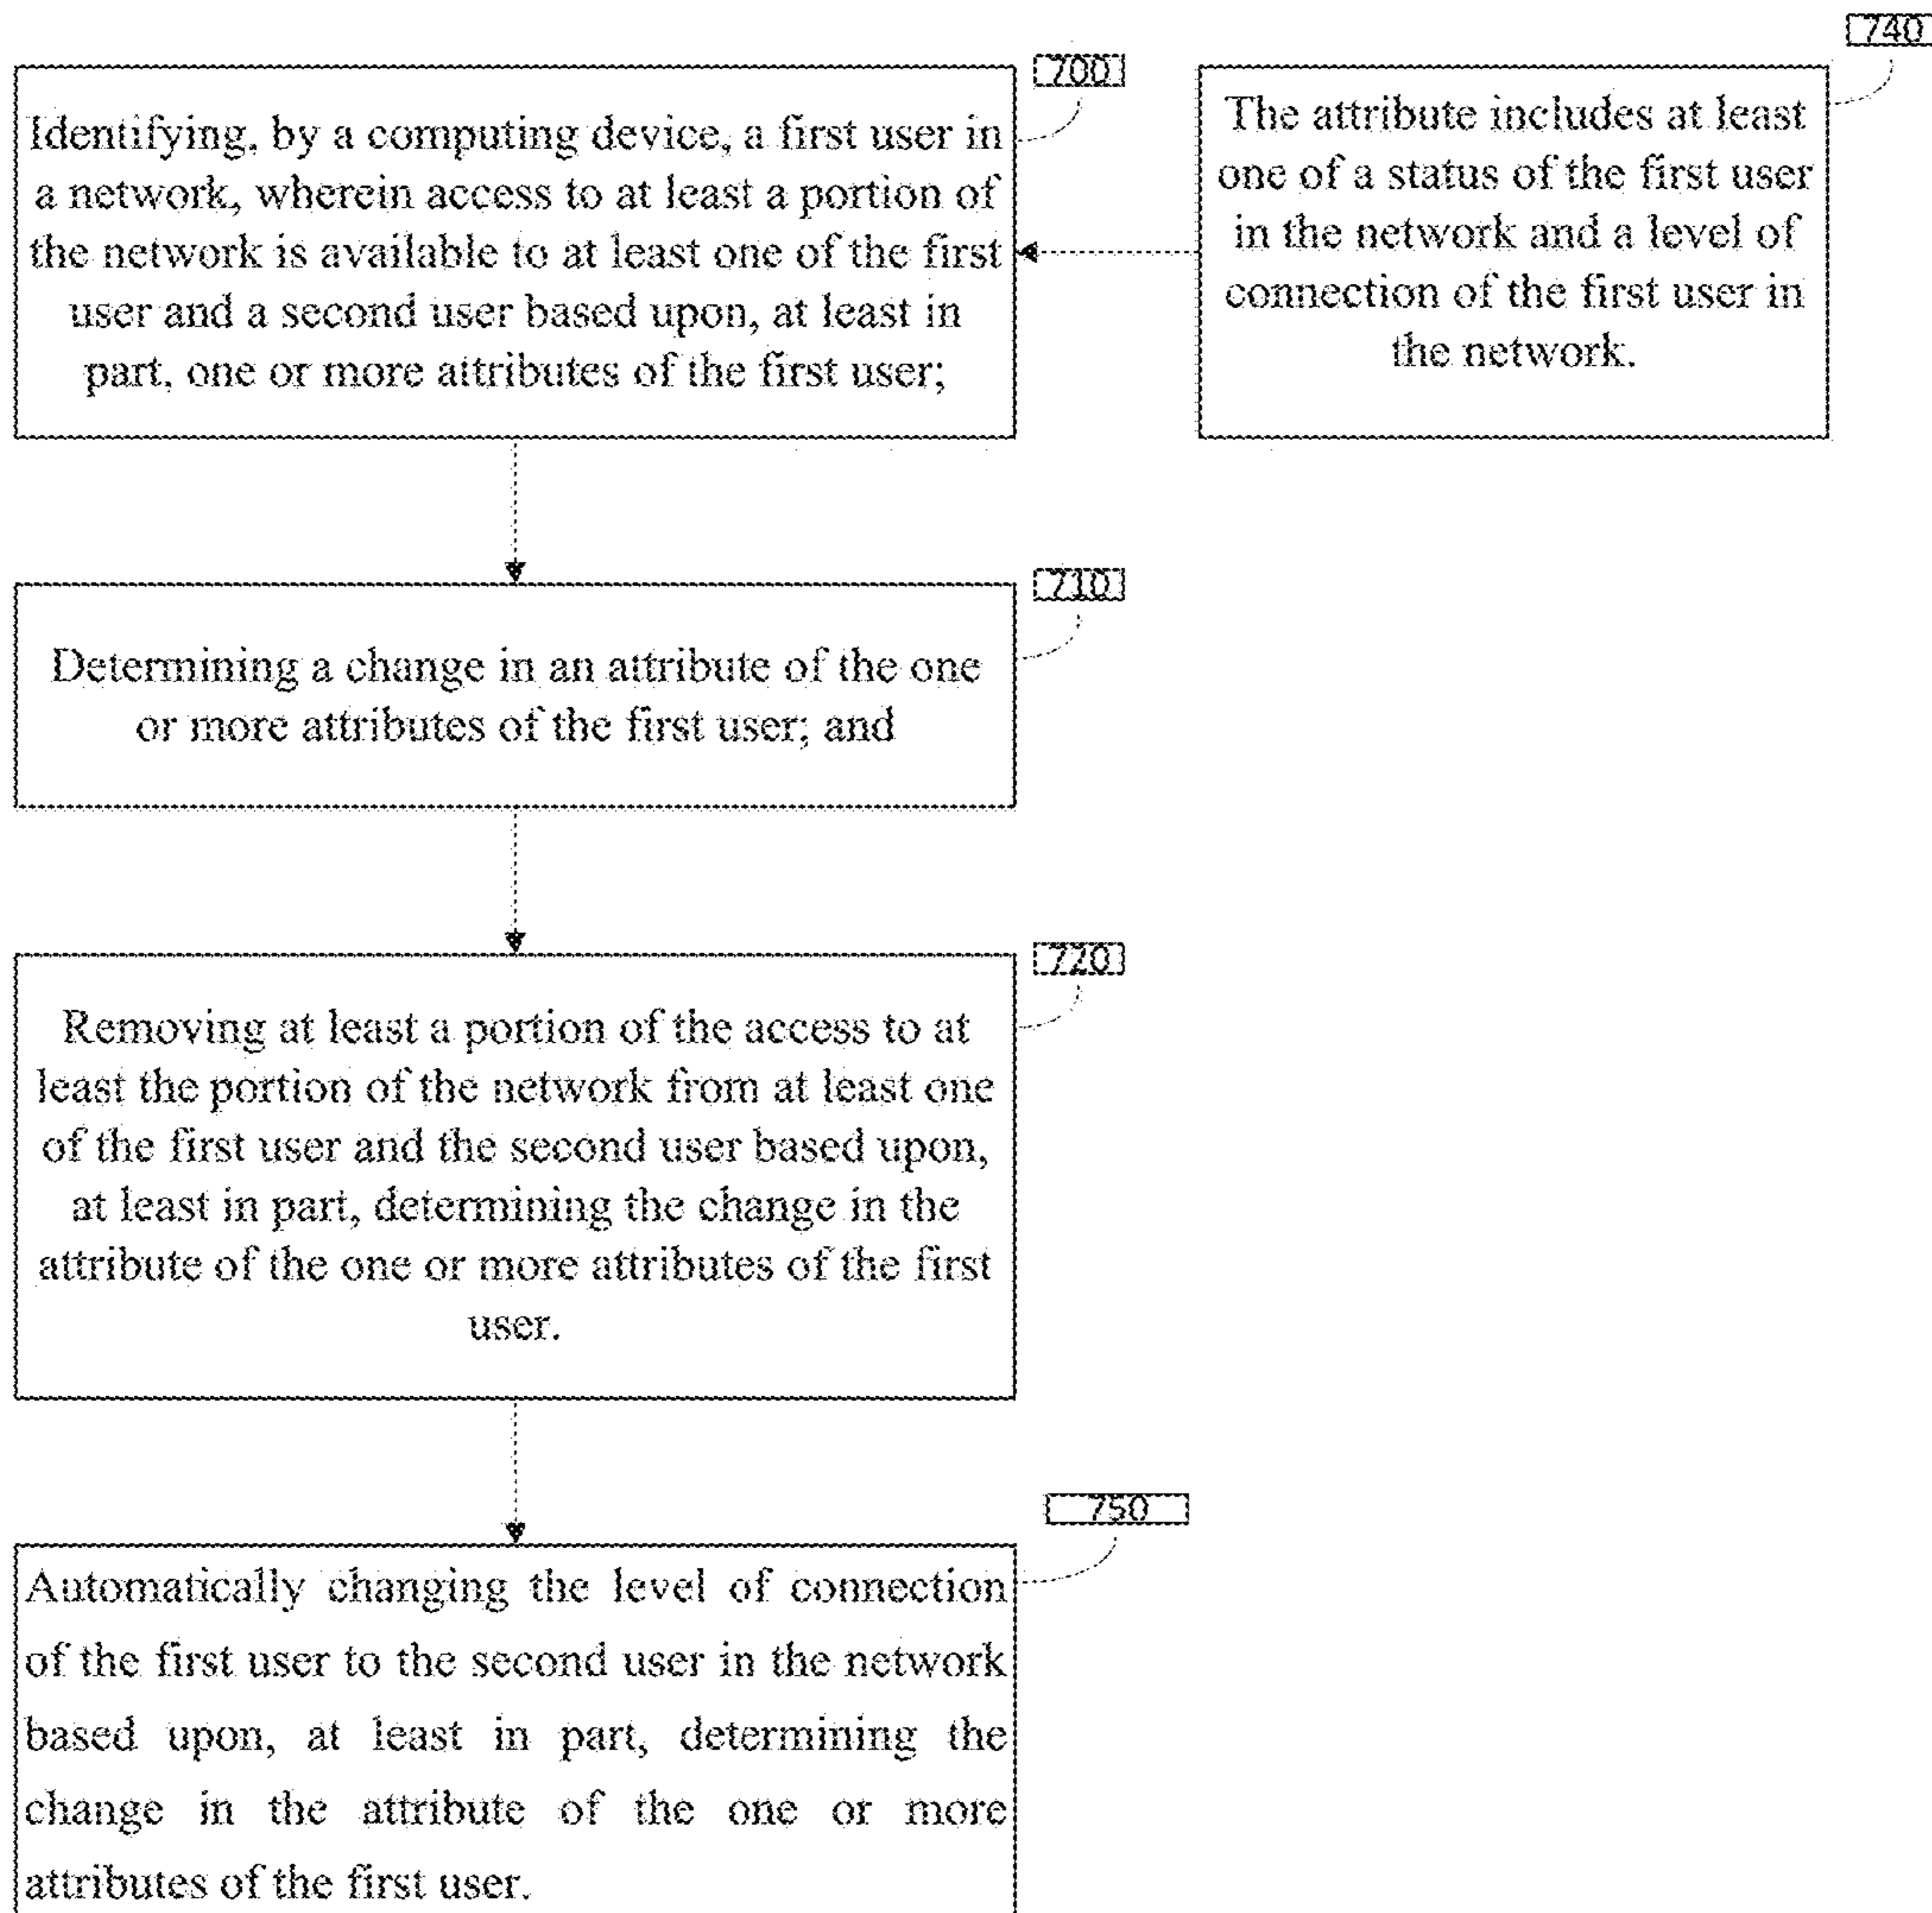 700
Identifying, by a computing device, a first user in
a network, wherein access to at least a portion of
the network is available to at least one of the first
user and a second user based upon, at least in
part, one or more attributes of the first user;
740
The attribute includes at least
one of a status of the first user
in the network and a level of
connection of the first user in
the network.
710
Determining a change in an attribute of the one
or more attributes of the first user; and
720
Removing at least a portion of the access to at
least the portion of the network from at least one
of the first user and the second user based upon,
at least in part, determining the change in the
attribute of the one or more attributes of the first
user.
750
Automatically changing the level of connection
of the first user to the second user in the network
based upon, at least in part, determining the
change in the attribute of the one or more
attributes of the first user.